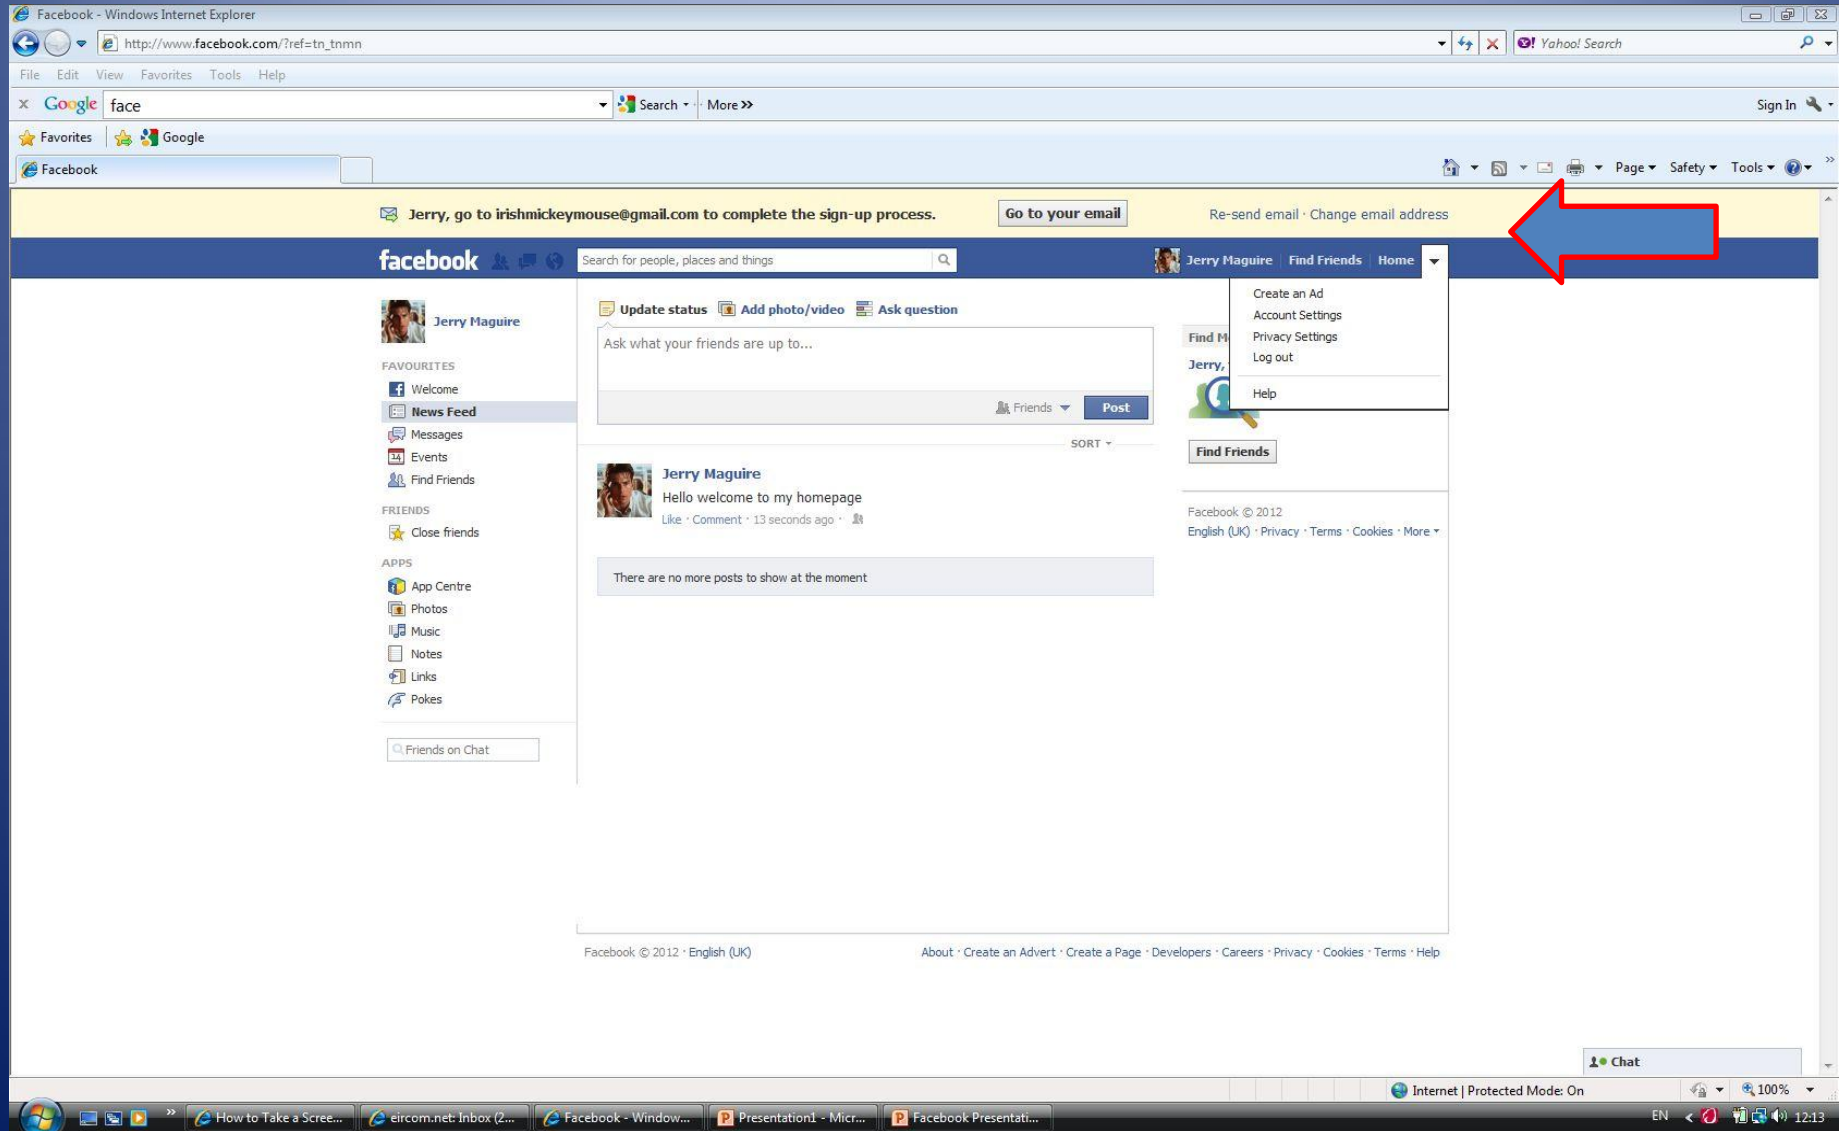 Facebook - Windows Internet Explorer
http://www.facebook.com/?ref=tn_tnmn
Yahoo! Search
File Edit View Favorites Tools Help
x Google face Search More >> Sign In
Favorites Google
Facebook
Page Safety Tools
Jerry, go to irishmickeymouse@gmail.com to complete the sign-up process. Go to your email Re-send email · Change email address
facebook Search for people, places and things Jerry Maguire Find Friends Home
Create an Ad
Account Settings
Privacy Settings
Log out
Help
Jerry Maguire
FAVOURITES
Welcome
News Feed
Messages
14 Events
Find Friends
FRIENDS
Close friends
APPS
App Centre
Photos
Music
Notes
Links
Pokes
Friends on Chat
Update status Add photo/video Ask question
Ask what your friends are up to...
Friends Post
SORT
Jerry Maguire
Hello welcome to my homepage
Like · Comment · 13 seconds ago ·
There are no more posts to show at the moment
Find
Jerry,
Find Friends
Facebook © 2012
English (UK) · Privacy · Terms · Cookies · More
Facebook © 2012 · English (UK) About · Create an Advert · Create a Page · Developers · Careers · Privacy · Cookies · Terms · Help
Chat
Internet | Protected Mode: On 100%
How to Take a Scree... eircom.net: Inbox (2... Facebook - Window... Presentation1 - Micr... Facebook Presentati... EN 12:13